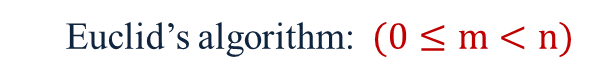 Euclid’s algorithm: (0 ≤ m < n)